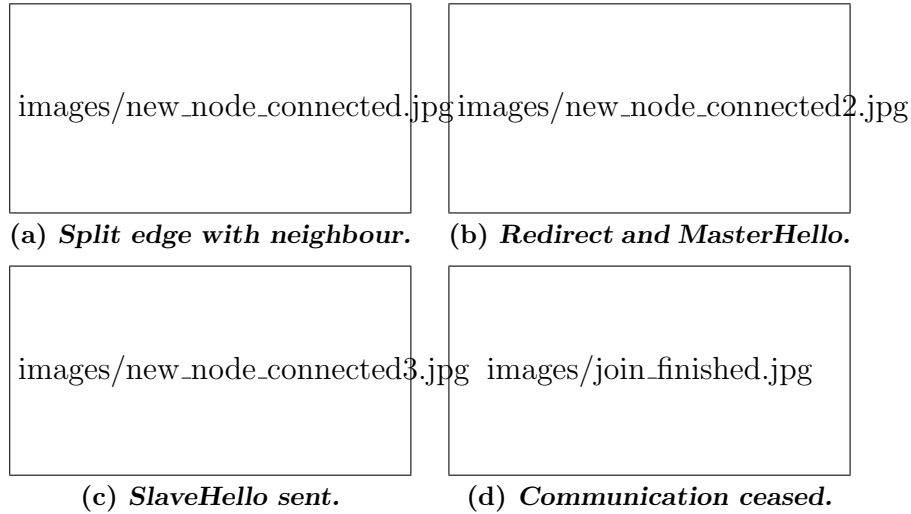 images/new_node_connected.jpg
images/new_node_connected2.jpg
(a) Split edge with neighbour.
(b) Redirect and MasterHello.
images/new_node_connected3.jpg
images/join_finished.jpg
(c) SlaveHello sent.
(d) Communication ceased.